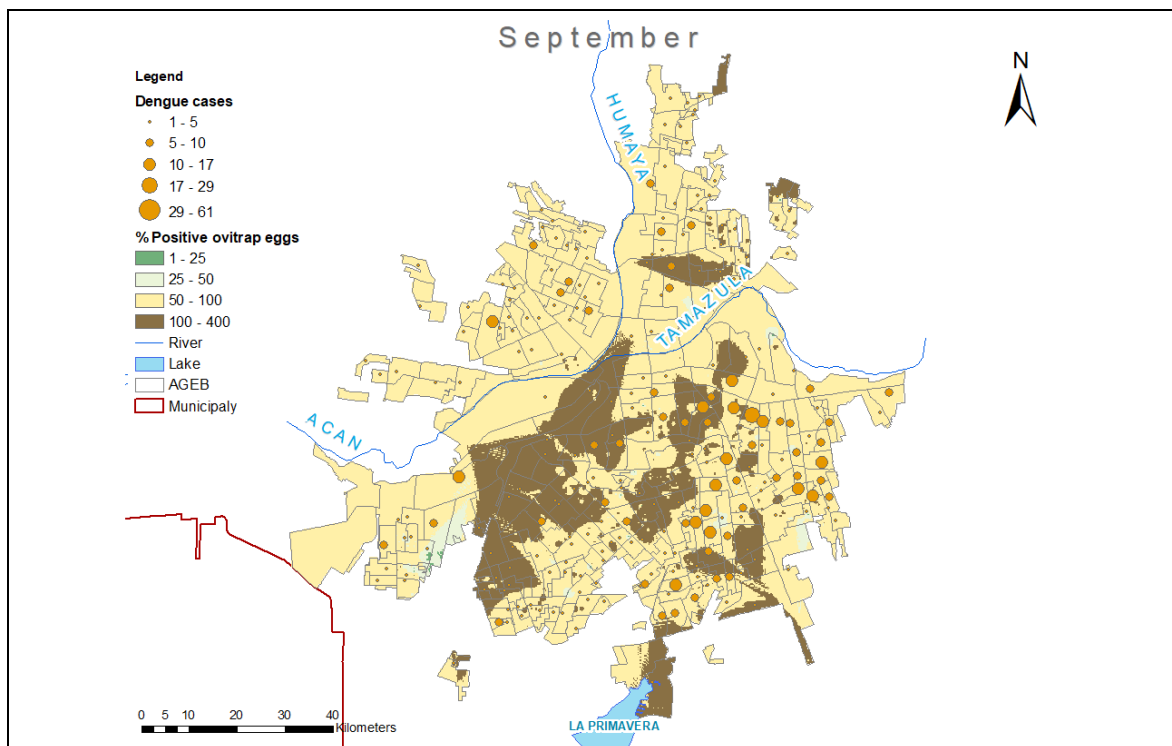 September
N
Legend
Dengue cases
1 - 5
5 - 10
10 - 17
17 - 29
29 - 61
% Positive ovitrap eggs
1 - 25
25 - 50
50 - 100
100 - 400
River
Lake
AGEB
Municipaly
HUMAYA
TAMAZULA
ACAN
LA PRIMAVERA
0 5 10 20 30 40
Kilometers